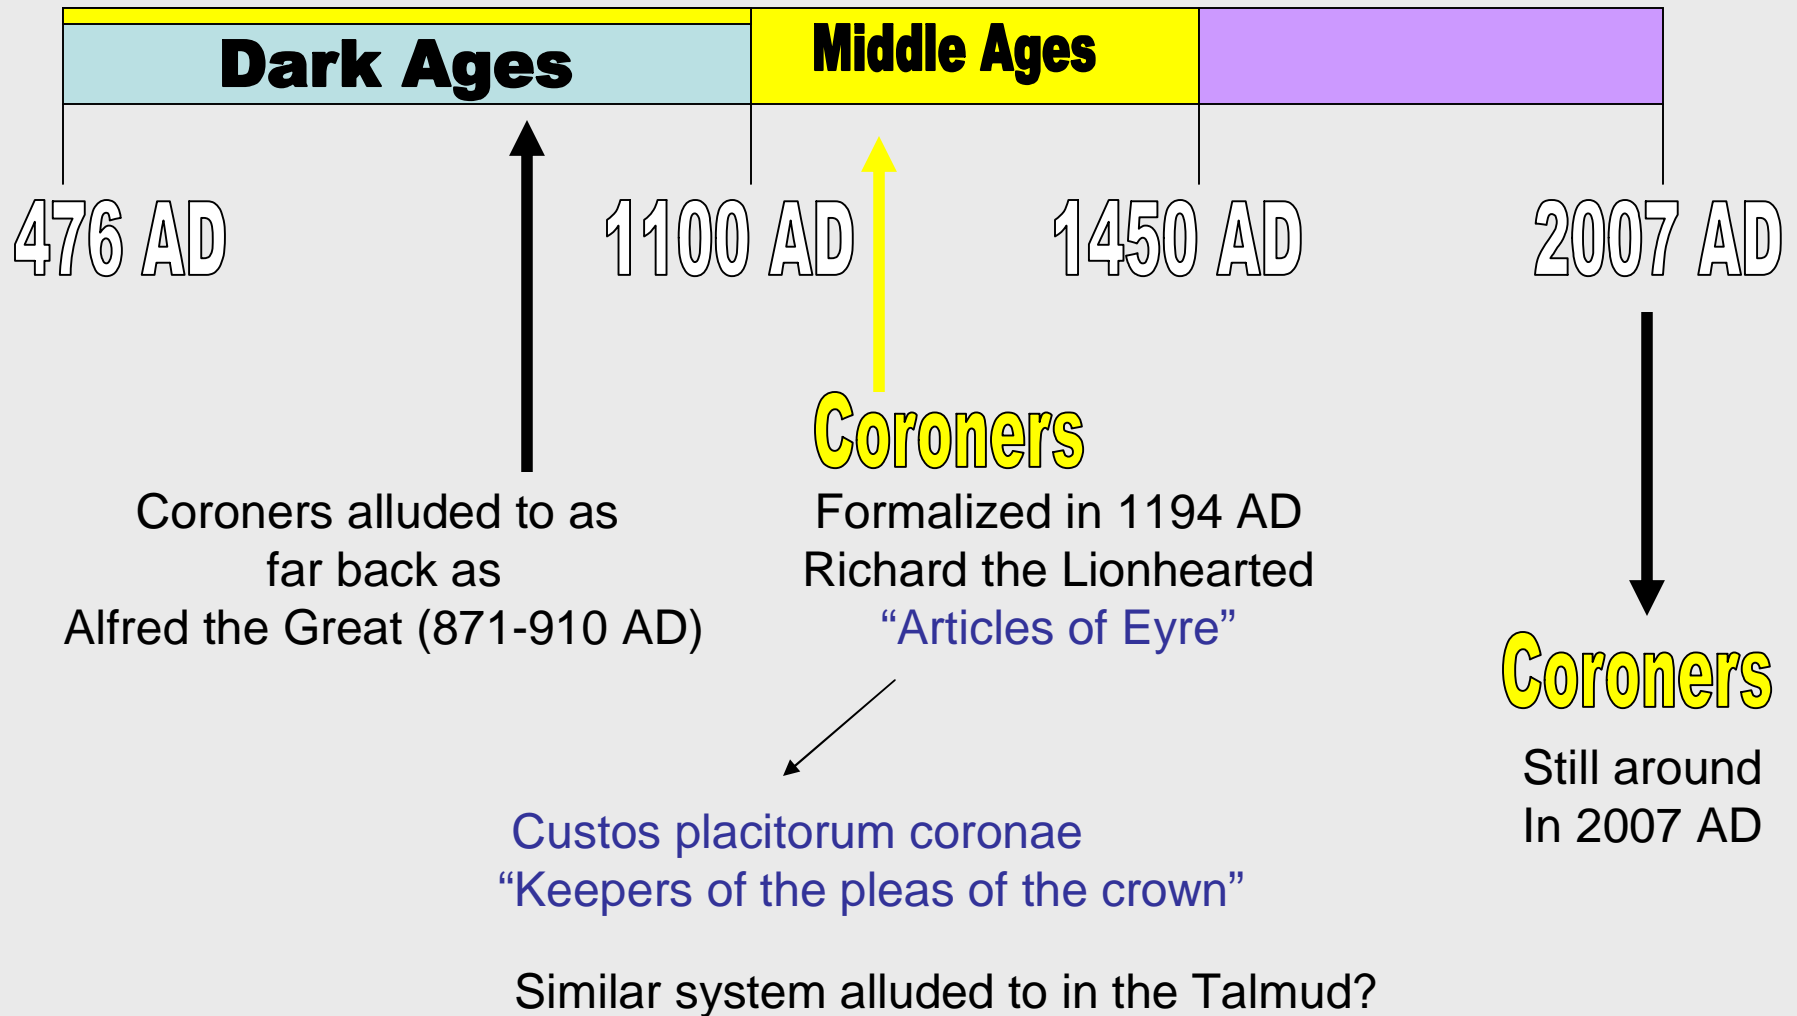 Dark Ages
Middle Ages
476 AD
1100 AD
1450 AD
2007 AD
Coroners alluded to as
far back as
Alfred the Great (871-910 AD)
Coroners
Formalized in 1194 AD
Richard the Lionhearted
“Articles of Eyre”
Custos placitorum coronae
“Keepers of the pleas of the crown”
Similar system alluded to in the Talmud?
Coroners
Still around
In 2007 AD